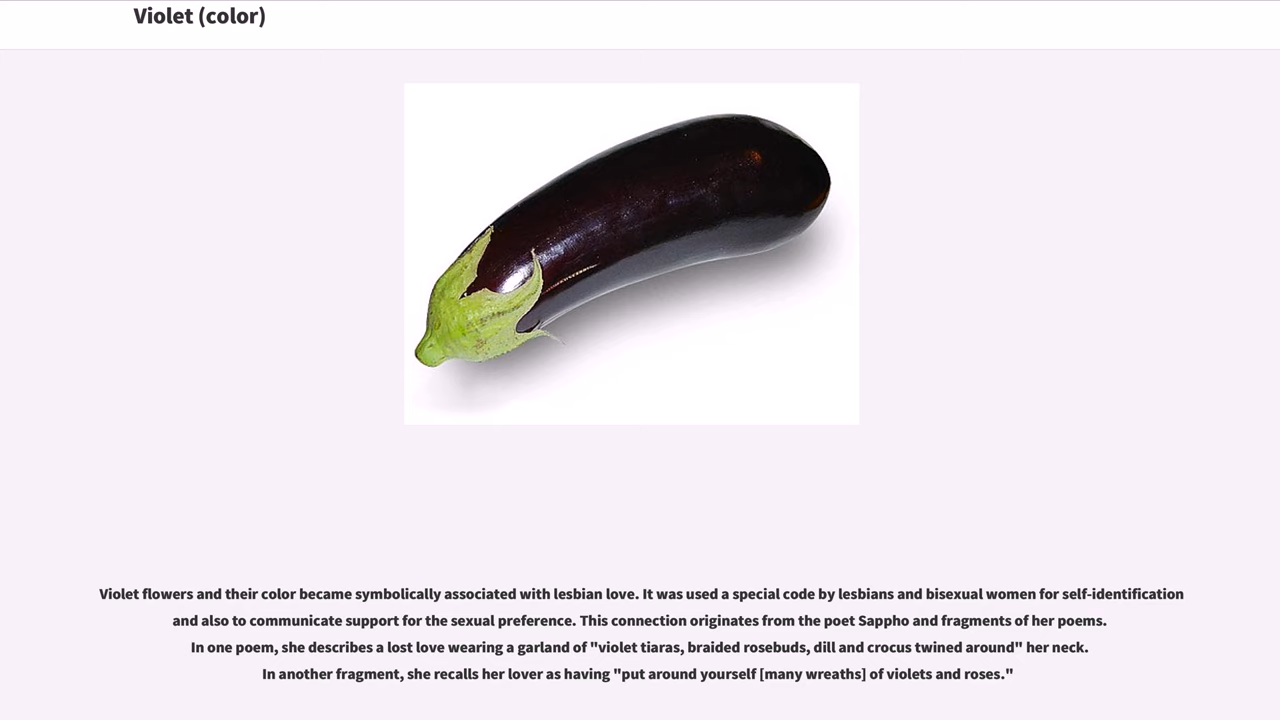 Violet (color)
Violet flowers and their color became symbolically associated with lesbian love. It was used a special code by lesbians and bisexual women for self-identification
and also to communicate support for the sexual preference. This connection originates from the poet Sappho and fragments of her poems.
In one poem, she describes a lost love wearing a garland of "violet tiaras, braided rosebuds, dill and crocus twined around" her neck.
In another fragment, she recalls her lover as having "put around yourself [many wreaths] of violets and roses."